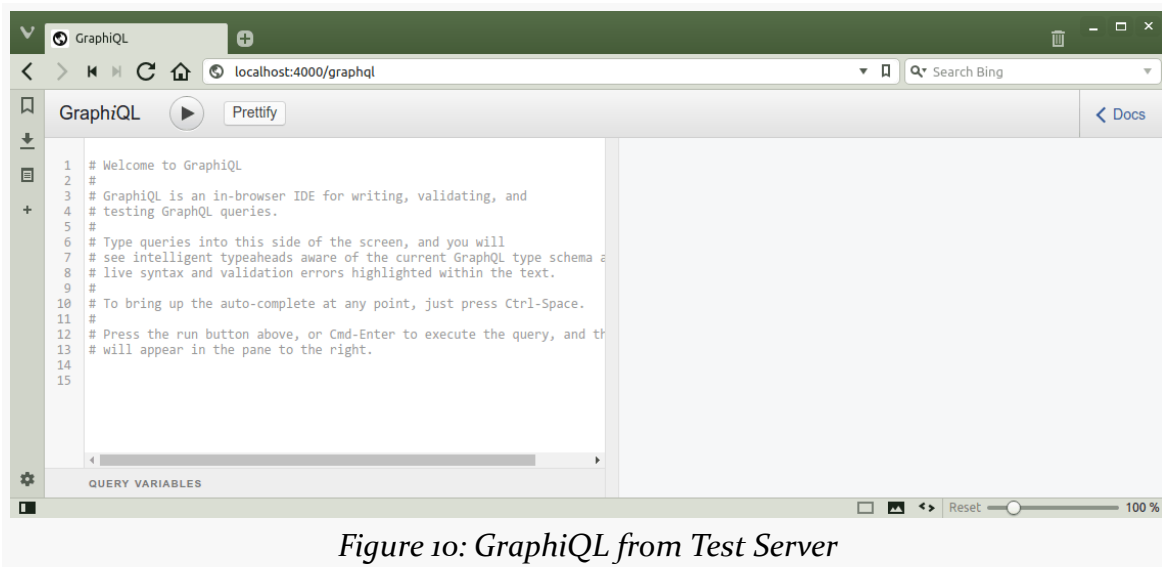 GraphiQL
localhost:4000/graphql
Search Bing
GraphiQL
Prettify
Docs
1 # Welcome to GraphiQL
2 #
3 # GraphiQL is an in-browser IDE for writing, validating, and
4 # testing GraphQL queries.
5 #
6 # Type queries into this side of the screen, and you will
7 # see intelligent typeaheads aware of the current GraphQL type schema a
8 # live syntax and validation errors highlighted within the text.
9 #
10 # To bring up the auto-complete at any point, just press Ctrl-Space.
11 #
12 # Press the run button above, or Cmd-Enter to execute the query, and th
13 # will appear in the pane to the right.
14
15
QUERY VARIABLES
Reset 100 %
Figure 10: GraphiQL from Test Server